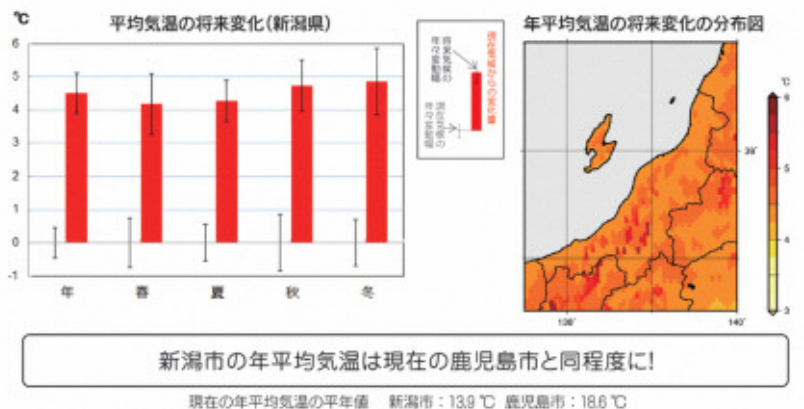 ℃
平均気温の将来変化(新潟県)
6
5
4
3
2
1
0
-1
年
春
夏
秋
冬
将来気候の
年々変動幅
現在気候の
年々変動幅
現在気候からの変化量
年平均気温の将来変化の分布図
38°
138°
140°
℃
6
5
4
3
新潟市の年平均気温は現在の鹿児島市と同程度に!
現在の年平均気温の平年値 新潟市:13.9 ℃ 鹿児島市:18.6 ℃